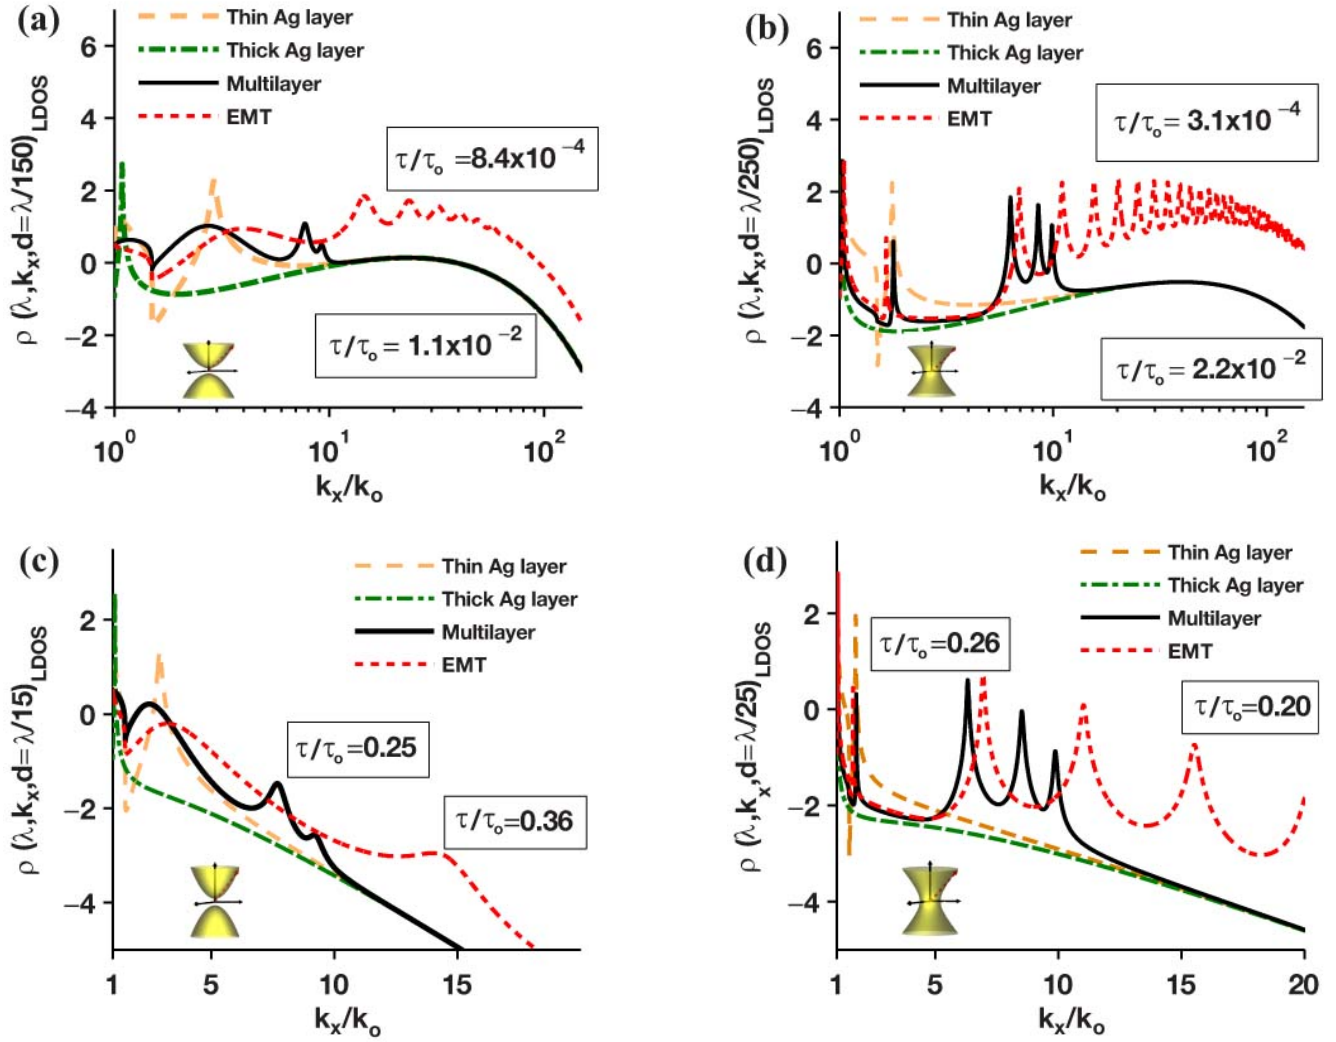 (a)
Thin Ag layer
Thick Ag layer
Multilayer
EMT
6
4
2
0
−2
−4
ρ (λ,kₓ,d=λ/150)LDOS
τ/τₒ =8.4x10⁻⁴
τ/τₒ = 1.1x10⁻²
10⁰ 10¹ 10²
kₓ/kₒ
(b)
Thin Ag layer
Thick Ag layer
Multilayer
EMT
6
4
2
0
−2
−4
ρ (λ,kₓ,d=λ/250)LDOS
τ/τₒ = 3.1x10⁻⁴
τ/τₒ = 2.2x10⁻²
10⁰ 10¹ 10²
kₓ/kₒ
(c)
Thin Ag layer
Thick Ag layer
Multilayer
EMT
2
0
−2
−4
ρ (λ,kₓ,d=λ/15)LDOS
τ/τₒ=0.25
τ/τₒ=0.36
1 5 10 15
kₓ/kₒ
(d)
Thin Ag layer
Thick Ag layer
Multilayer
EMT
2
0
−2
−4
ρ (λ,kₓ,d=λ/25)LDOS
τ/τₒ=0.26
τ/τₒ=0.20
1 5 10 15 20
kₓ/kₒ